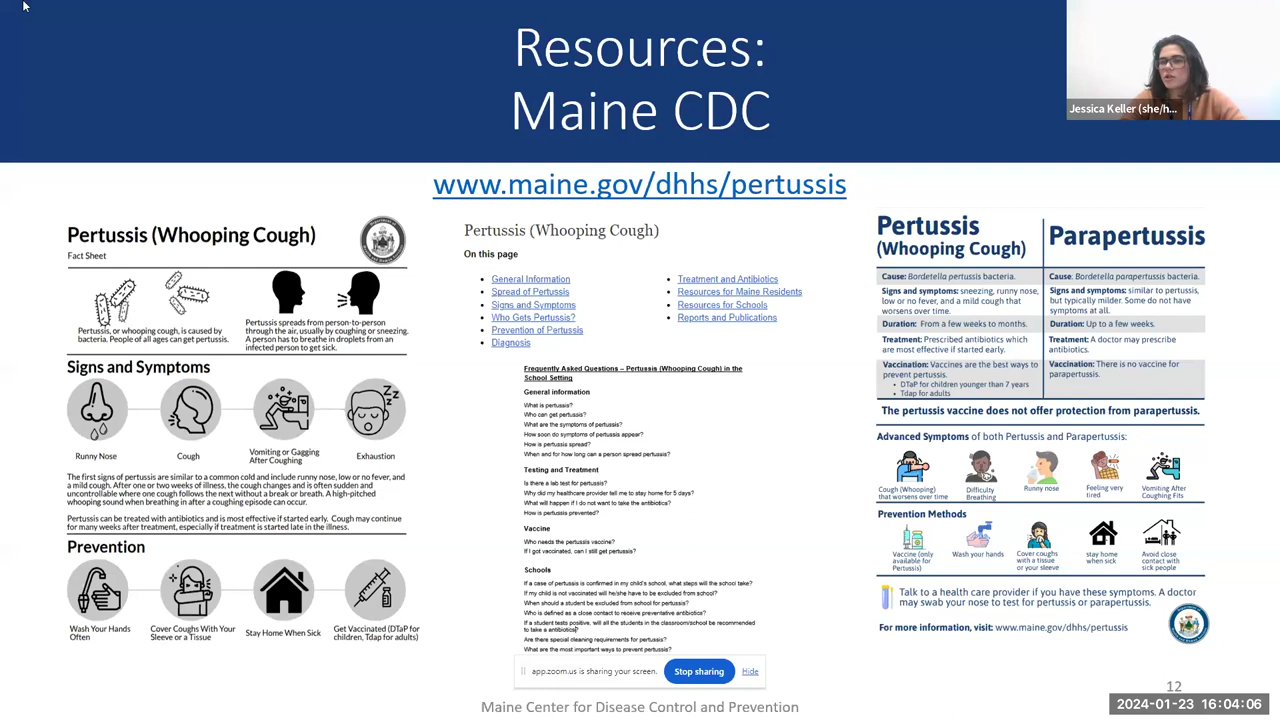 Resources:
Maine CDC
Jessica Keller (she/h...
www.maine.gov/dhhs/pertussis
Pertussis (Whooping Cough)
Fact Sheet
Pertussis, or whooping cough, is caused by
bacteria. People of all ages can get pertussis.
Pertussis spreads from person-to-person
through the air, usually by coughing or sneezing.
A person has to breathe in droplets from an
infected person to get sick.
Signs and Symptoms
Runny Nose
Cough
Vomiting or Gagging
After Coughing
Exhaustion
The first signs of pertussis are similar to a common cold and include runny nose, low or no fever, and
a mild cough. After one or two weeks of illness, the cough changes and is often sudden and
uncontrollable where one cough follows the next without a break or breath. A high-pitched
whooping sound when breathing in after a coughing episode can occur.
Pertussis can be treated with antibiotics and is most effective if started early. Cough may continue
for many weeks after treatment, especially if treatment is started late in the illness.
Prevention
Wash Your Hands
Often
Cover Coughs With Your
Sleeve or a Tissue
Stay Home When Sick
Get Vaccinated (DTaP for
children, Tdap for adults)
Pertussis (Whooping Cough)
On this page
General Information
Spread of Pertussis
Signs and Symptoms
Who Gets Pertussis?
Prevention of Pertussis
Diagnosis
Treatment and Antibiotics
Resources for Maine Residents
Resources for Schools
Reports and Publications
Frequently Asked Questions – Pertussis (Whooping Cough) in the
School Setting
General information
What is pertussis?
Who can get pertussis?
What are the symptoms of pertussis?
How soon do symptoms of pertussis appear?
How is pertussis spread?
When and for how long can a person spread pertussis?
Testing and Treatment
Is there a lab test for pertussis?
Why did my healthcare provider tell me to stay home for 5 days?
What will happen if I do not want to take the antibiotics?
How is pertussis prevented?
Vaccine
Who needs the pertussis vaccine?
If I got vaccinated, can I still get pertussis?
Schools
If a case of pertussis is confirmed in my child's school, what steps will the school take?
If my child is not vaccinated will he/she have to be excluded from school?
When should a student be excluded from school for pertussis?
Who is defined as a close contact to receive preventative antibiotics?
If a student tests positive, will all the students in the classroom/school be recommended
to take a antibiotics?
Are there special cleaning requirements for pertussis?
What are the most important ways to prevent pertussis?
app.zoom.us is sharing your screen.
Stop sharing
Hide
Pertussis
(Whooping Cough)
Parapertussis
Cause: Bordetella pertussis bacteria.
Cause: Bordetella parapertussis bacteria.
Signs and symptoms: sneezing, runny nose,
low or no fever, and a mild cough that
worsens over time.
Signs and symptoms: similar to pertussis,
but typically milder. Some do not have
symptoms at all.
Duration: From a few weeks to months.
Duration: Up to a few weeks.
Treatment: Prescribed antibiotics which
are most effective if started early.
Treatment: A doctor may prescribe
antibiotics.
Vaccination: Vaccines are the best ways to
prevent pertussis.
• DTaP for children younger than 7 years
• Tdap for adults
Vaccination: There is no vaccine for
parapertussis.
The pertussis vaccine does not offer protection from parapertussis.
Advanced Symptoms of both Pertussis and Parapertussis:
Cough (Whooping)
that worsens over time
Difficulty
Breathing
Runny nose
Feeling very
tired
Vomiting After
Coughing Fits
Prevention Methods
Vaccine (only
available for
Pertussis)
Wash your hands
Cover coughs
with a tissue
or your sleeve
stay home
when sick
Avoid close
contact with
sick people
Talk to a health care provider if you have these symptoms. A doctor
may swab your nose to test for pertussis or parapertussis.
For more information, visit: www.maine.gov/dhhs/pertussis
12
Maine Center for Disease Control and Prevention
2024-01-23 16:04:06